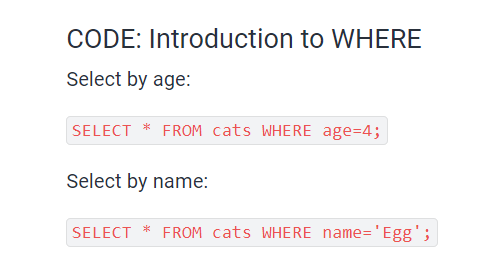 CODE: Introduction to WHERE
Select by age:
SELECT * FROM cats WHERE age=4;
Select by name:
SELECT * FROM cats WHERE name='Egg';